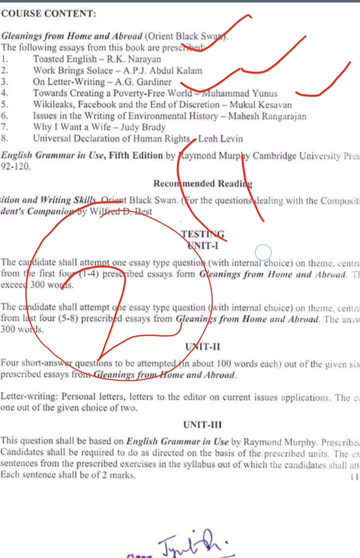 COURSE CONTENT:
Gleanings from Home and Abroad (Orient Black Swan).
The following essays from this book are prescribed:
1. Toasted English – R.K. Narayan
2. Work Brings Solace – A.P.J. Abdul Kalam
3. On Letter-Writing – A.G. Gardiner
4. Towards Creating a Poverty-Free World – Muhammad Yunus
5. Wikileaks, Facebook and the End of Discretion – Mukul Kesavan
6. Issues in the Writing of Environmental History – Mahesh Rangarajan
7. Why I Want a Wife – Judy Brady
8. Universal Declaration of Human Rights – Leah Levin
English Grammar in Use, Fifth Edition by Raymond Murphy Cambridge University Pres
92-120.
Recommended Reading
sition and Writing Skills, Orient Black Swan. (For the questions dealing with the Compositi
dent's Companion by Wilfred D. Best
TESTING
UNIT-I
The candidate shall attempt one essay type question (with internal choice) on theme, centra
from the first four (1-4) prescribed essays form Gleanings from Home and Abroad. Th
exceed 300 words.
The candidate shall attempt one essay type question (with internal choice) on theme, centra
from last four (5-8) prescribed essays from Gleanings from Home and Abroad. The answ
300 words.
UNIT-II
Four short-answer questions to be attempted (in about 100 words each) out of the given six
prescribed essays from Gleanings from Home and Abroad.
Letter-writing: Personal letters, letters to the editor on current issues applications. The ca
one out of the given choice of two.
UNIT-III
This question shall be based on English Grammar in Use by Raymond Murphy. Prescribed
Candidates shall be required to do as directed on the basis of the prescribed units. The ex
sentences from the prescribed exercises in the syllabus out of which the candidates shall att
Each sentence shall be of 2 marks. 11